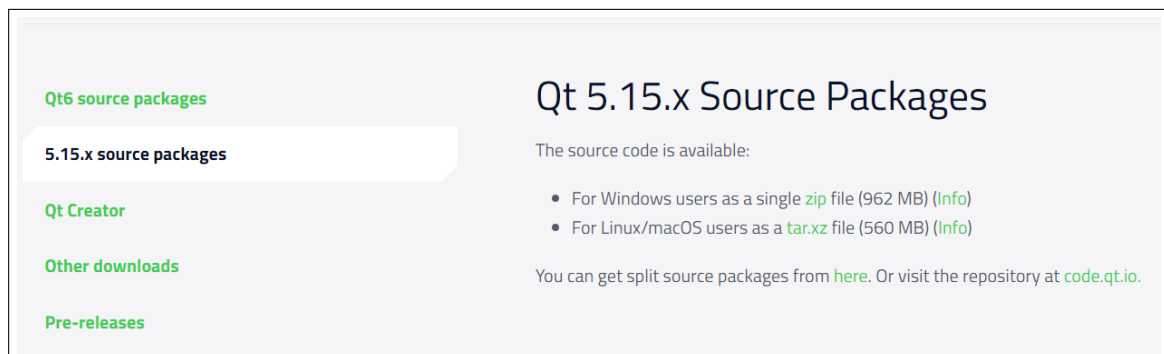 Qt6 source packages
5.15.x source packages
Qt Creator
Other downloads
Pre-releases
Qt 5.15.x Source Packages
The source code is available:
• For Windows users as a single zip file (962 MB) (Info)
• For Linux/macOS users as a tar.xz file (560 MB) (Info)
You can get split source packages from here. Or visit the repository at code.qt.io.